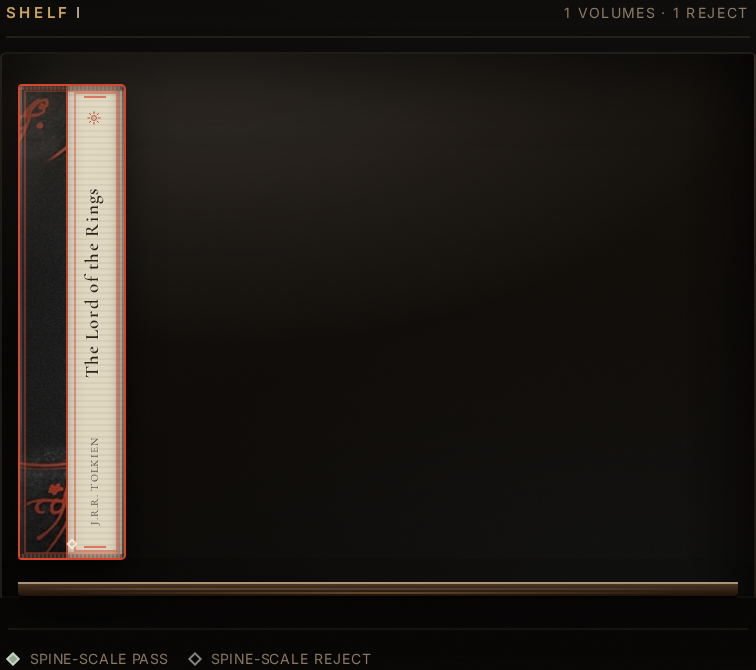 SHELF I
1 VOLUMES · 1 REJECT
The Lord of the Rings
J.R.R. TOLKIEN
SPINE-SCALE PASS
SPINE-SCALE REJECT